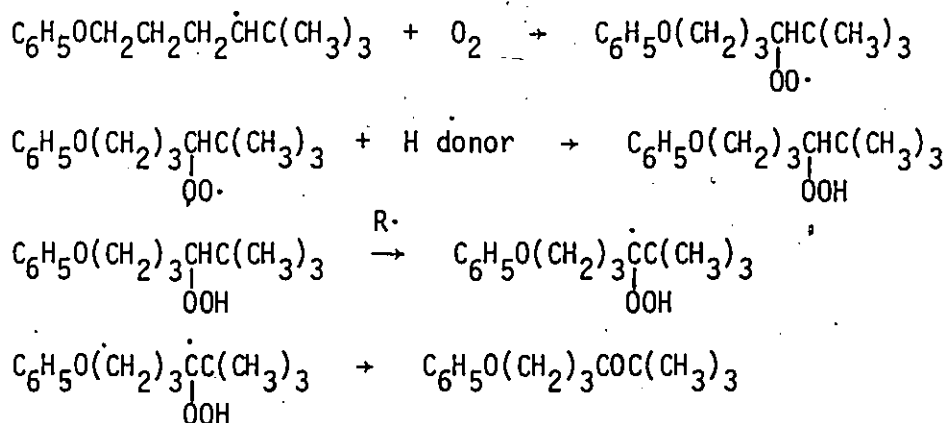 C₆H₅OCH₂CH₂CH₂ĊHC(CH₃)₃ + O₂ → C₆H₅O(CH₂)₃CHC(CH₃)₃
OO·
C₆H₅O(CH₂)₃CHC(CH₃)₃ + H donor → C₆H₅O(CH₂)₃CHC(CH₃)₃
OO· OOH
R·
C₆H₅O(CH₂)₃CHC(CH₃)₃ → C₆H₅O(CH₂)₃ĊC(CH₃)₃
OOH OOH
C₆H₅O(CH₂)₃ĊC(CH₃)₃ → C₆H₅O(CH₂)₃COC(CH₃)₃
OOH